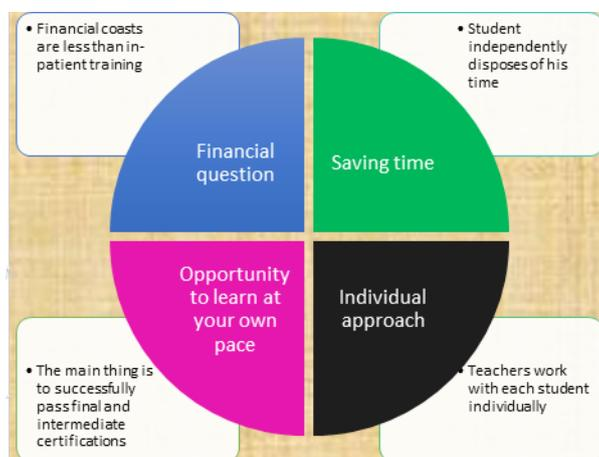 • Financial coasts
are less than in-
patient training
• Student
independently
disposes of his
time
Financial
question
Saving time
Opportunity
to learn at
your own
pace
Individual
approach
• The main thing is
to successfully
pass final and
intermediate
certifications
• Teachers work
with each student
individually